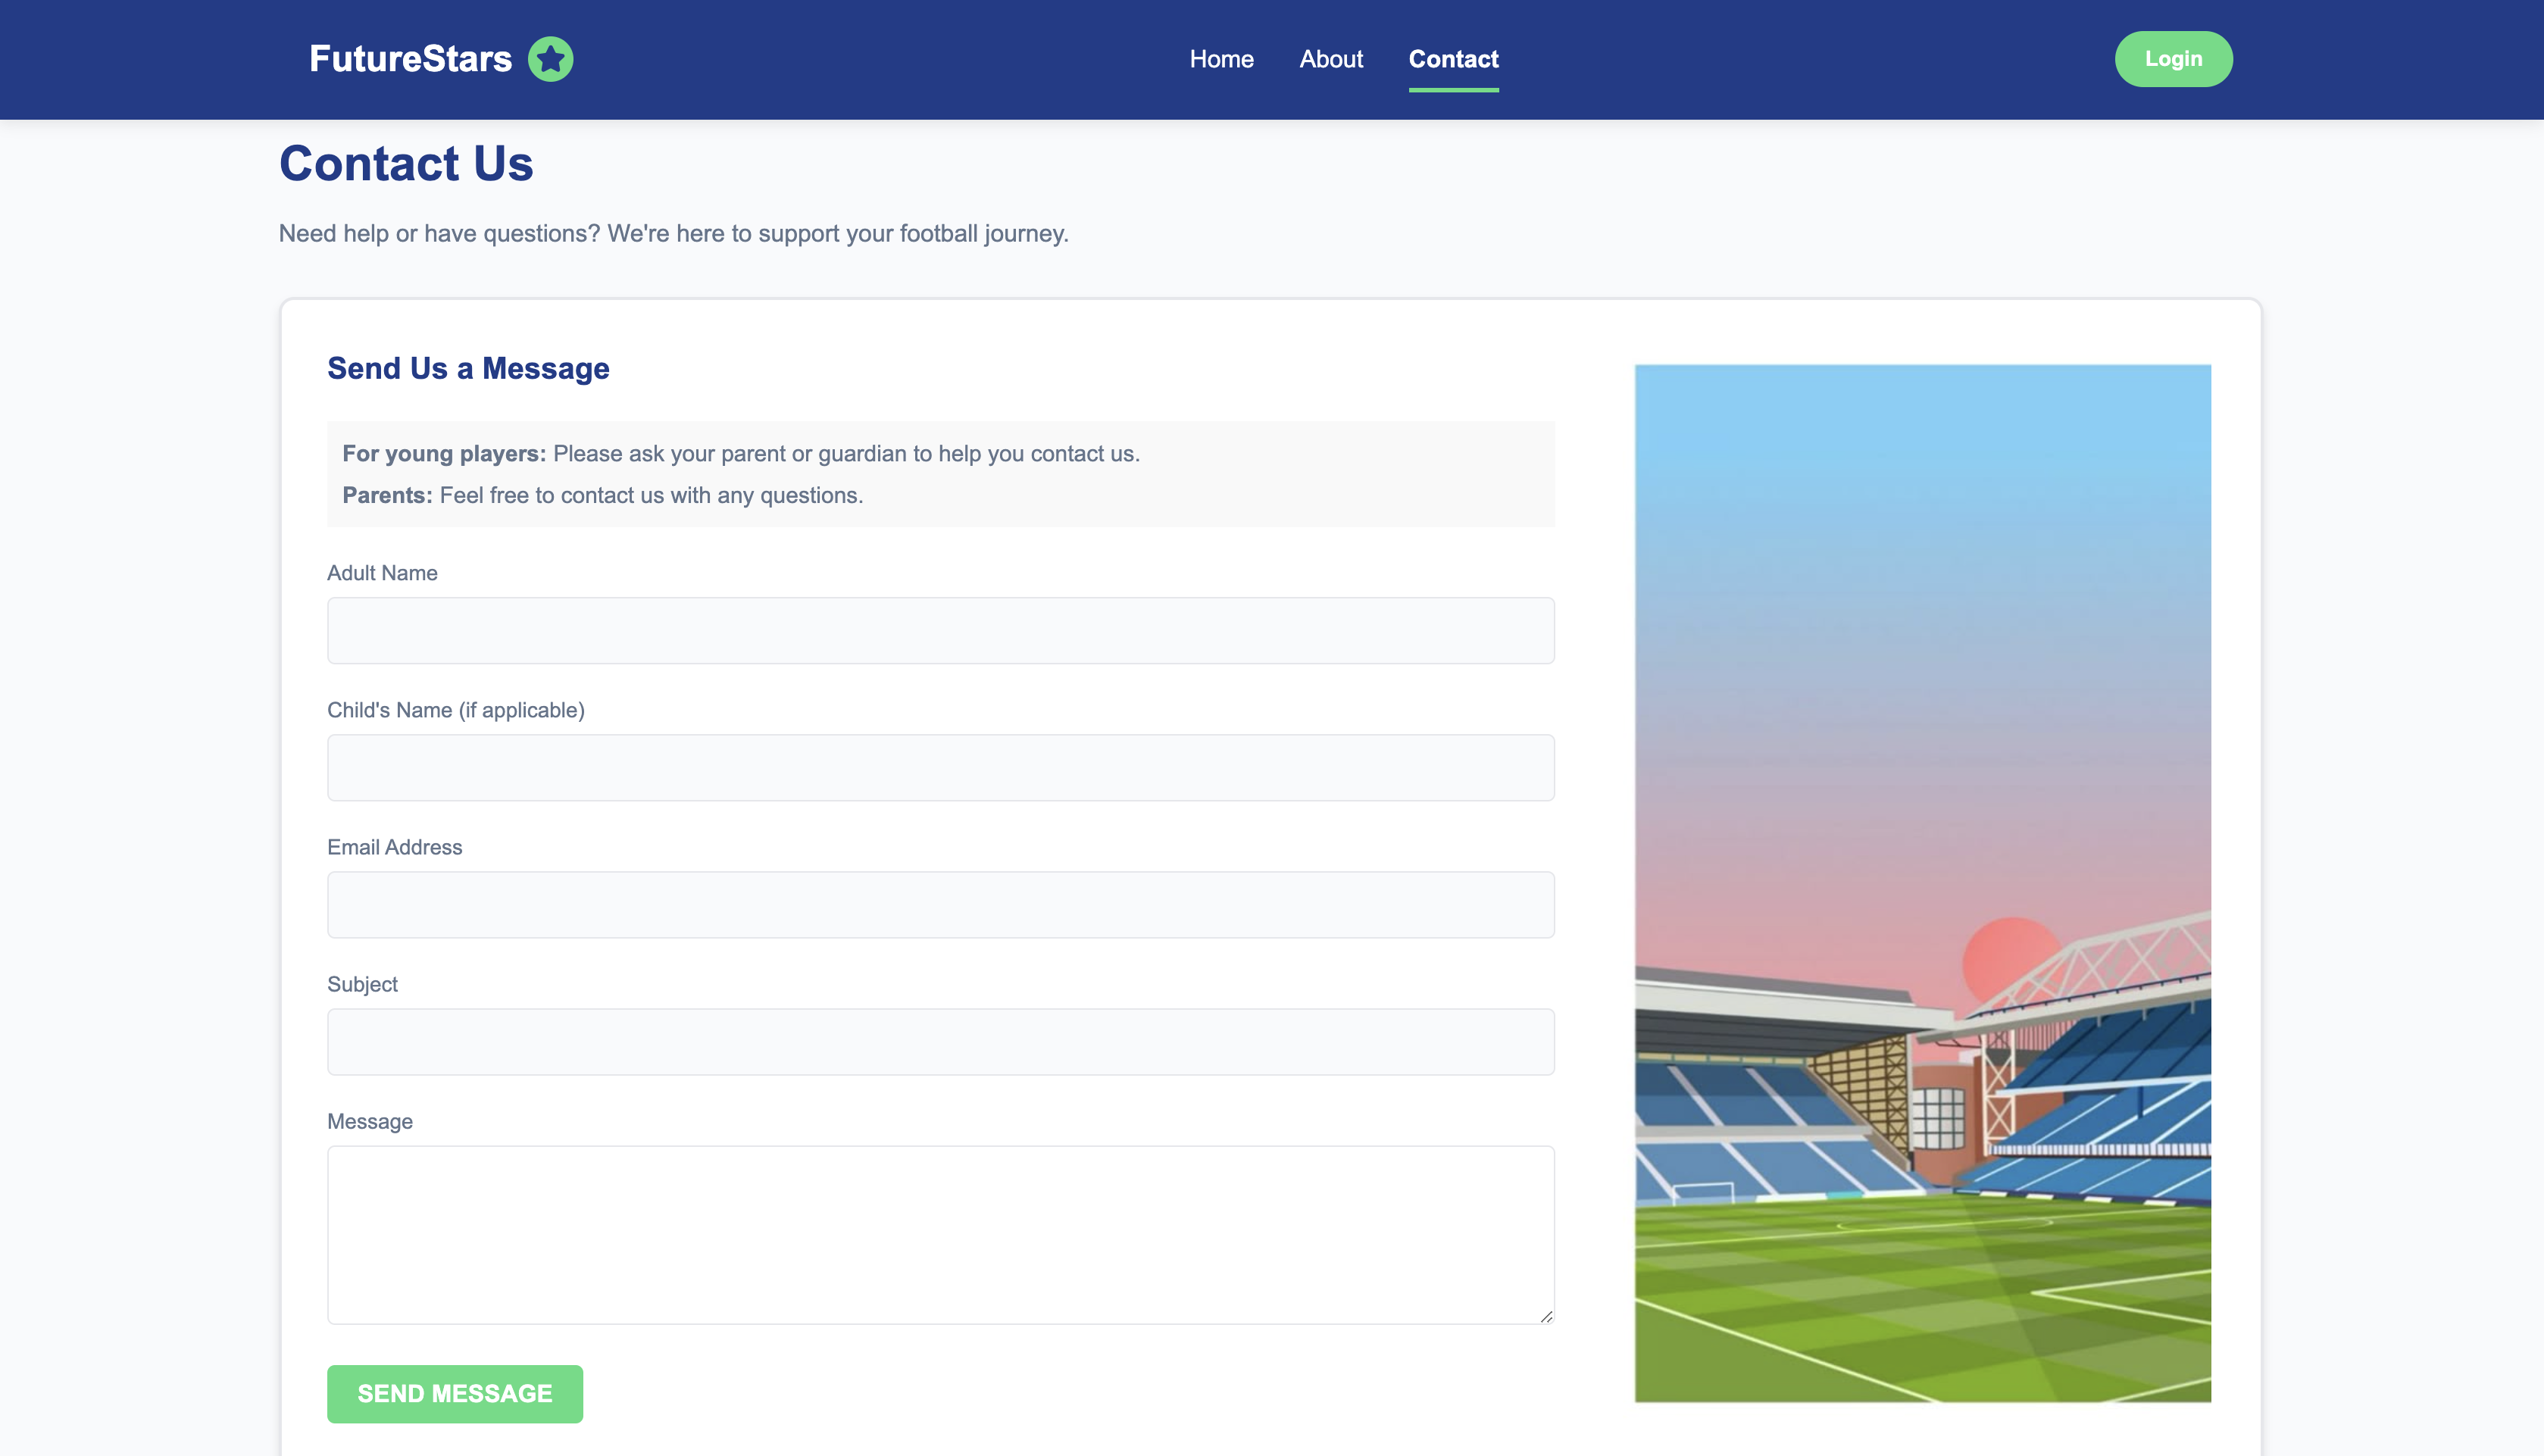 FutureStars
Home
About
Contact
Login
Contact Us
Need help or have questions? We're here to support your football journey.
Send Us a Message
For young players: Please ask your parent or guardian to help you contact us.
Parents: Feel free to contact us with any questions.
Adult Name
Child's Name (if applicable)
Email Address
Subject
Message
SEND MESSAGE